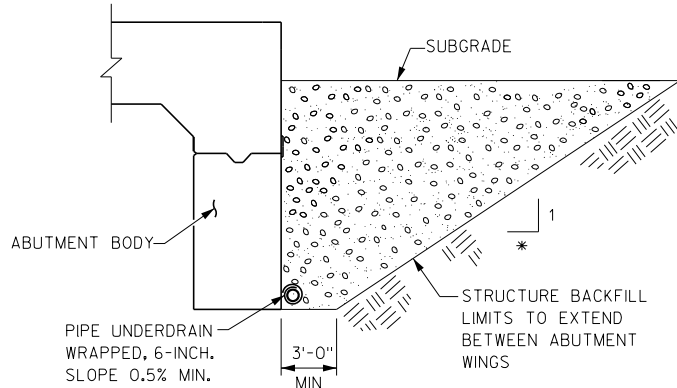 SUBGRADE
1
*
ABUTMENT BODY
STRUCTURE BACKFILL
LIMITS TO EXTEND
BETWEEN ABUTMENT
WINGS
PIPE UNDERDRAIN
WRAPPED, 6-INCH.
SLOPE 0.5% MIN.
3'-0"
MIN